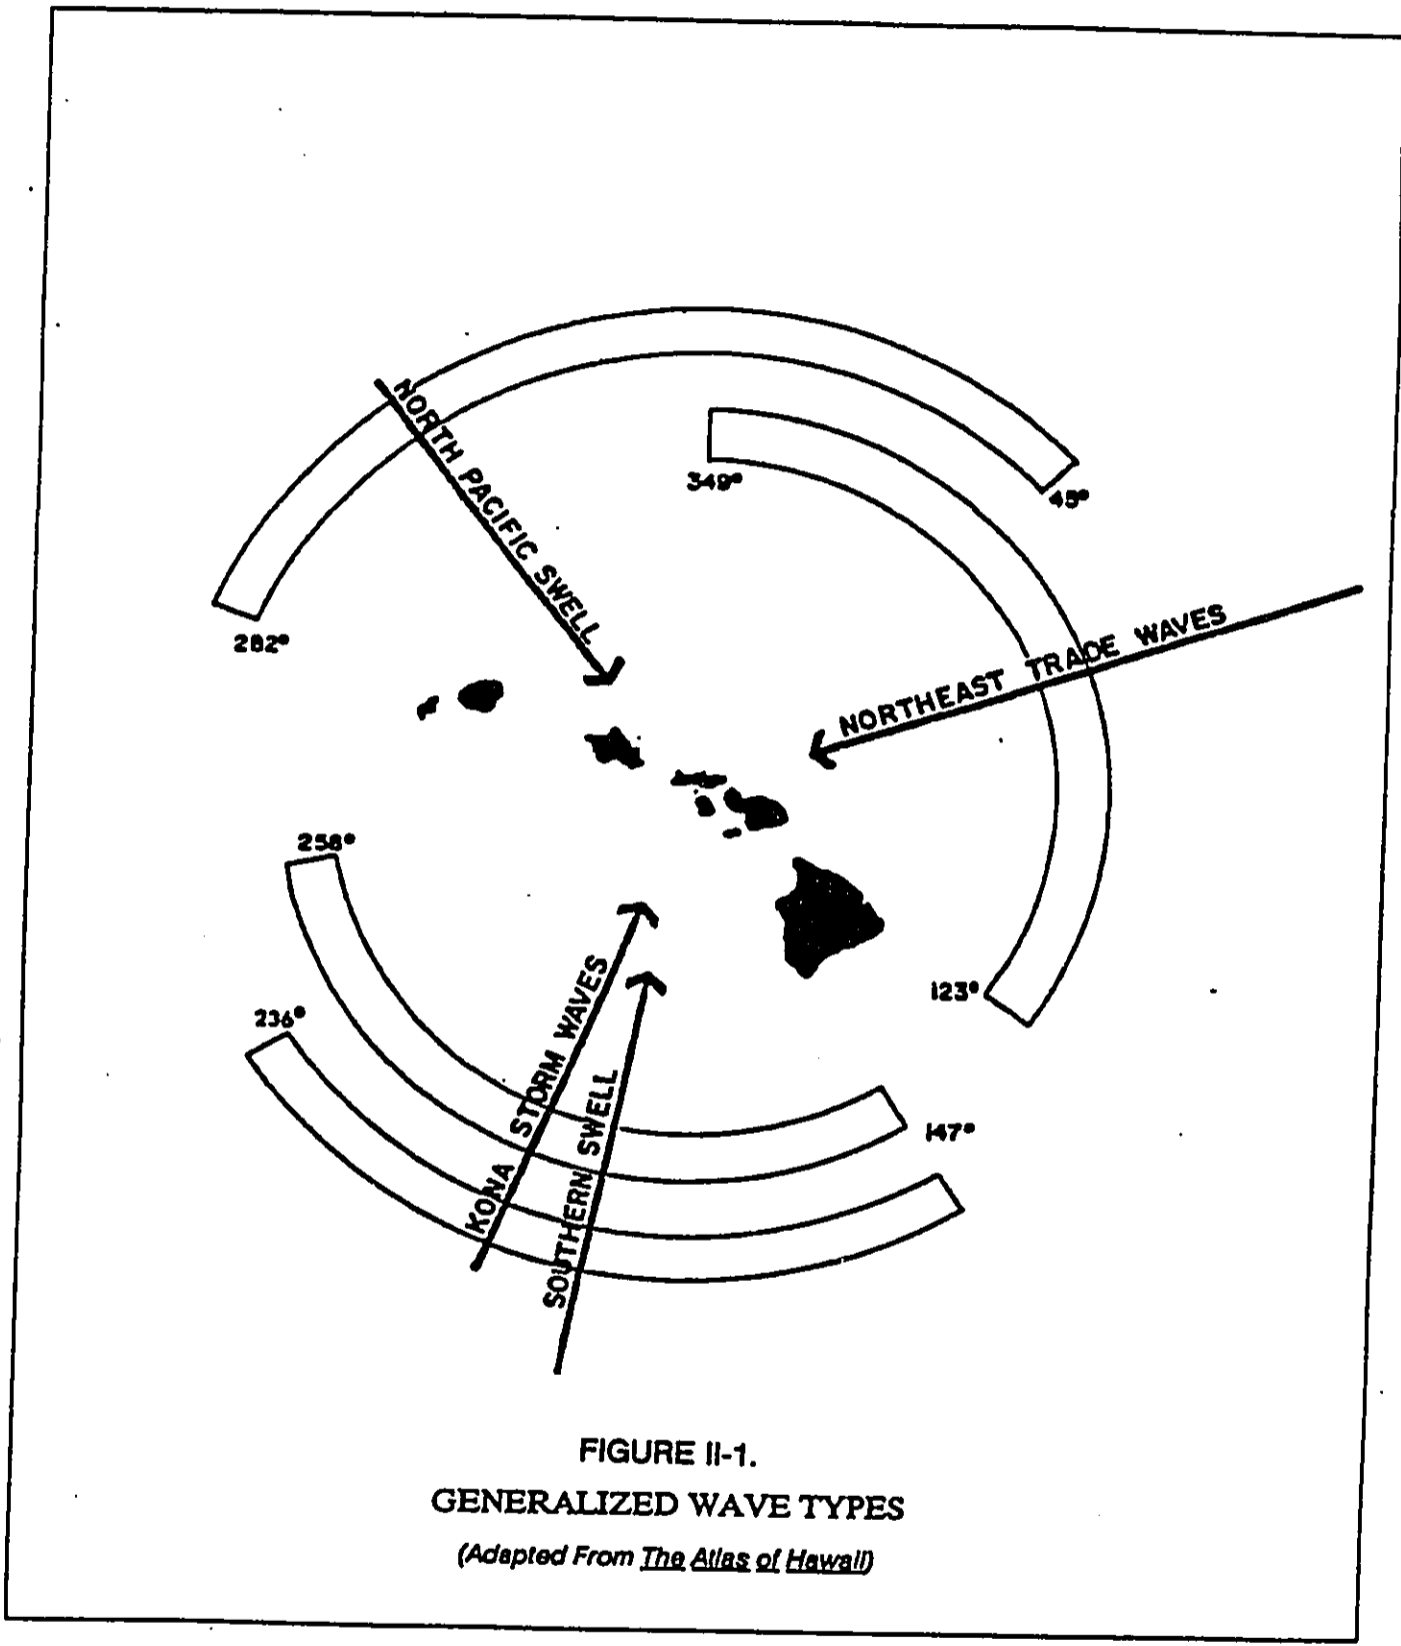 NORTH PACIFIC SWELL
349°
45°
282°
NORTHEAST TRADE WAVES
258°
236°
123°
147°
KONA STORM WAVES
SOUTHERN SWELL
FIGURE II-1.
GENERALIZED WAVE TYPES
(Adapted From The Atlas of Hawaii)